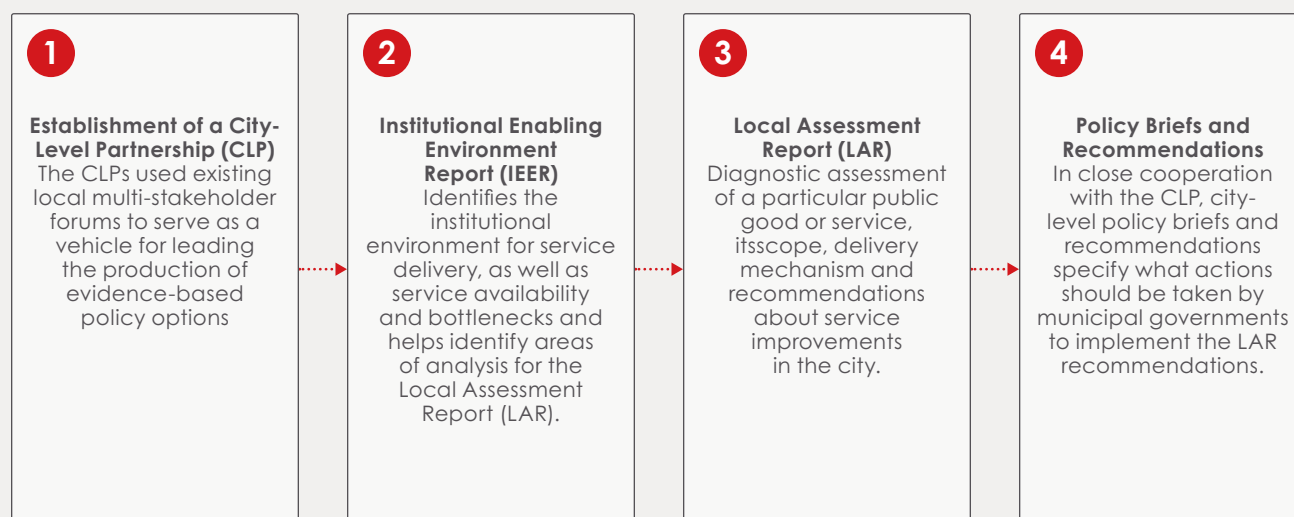 1
Establishment of a City-
Level Partnership (CLP)
The CLPs used existing
local multi-stakeholder
forums to serve as a
vehicle for leading
the production of
evidence-based
policy options
2
Institutional Enabling
Environment
Report (IEER)
Identifies the
institutional
environment for service
delivery, as well as
service availability
and bottlenecks and
helps identify areas
of analysis for the
Local Assessment
Report (LAR).
3
Local Assessment
Report (LAR)
Diagnostic assessment
of a particular public
good or service,
itsscope, delivery
mechanism and
recommendations
about service
improvements
in the city.
4
Policy Briefs and
Recommendations
In close cooperation
with the CLP, city-
level policy briefs and
recommendations
specify what actions
should be taken by
municipal governments
to implement the LAR
recommendations.